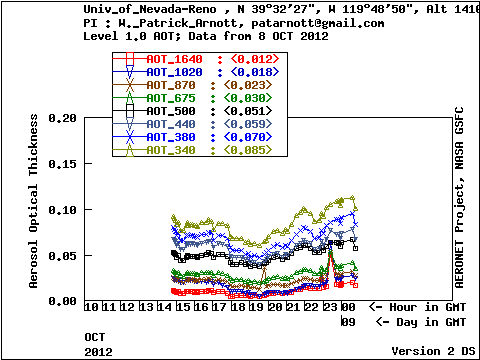 Univ_of_Nevada-Reno , N 39°32'27", W 119°48'50", Alt 1410
PI : W._Patrick_Arnott, patarnott@gmail.com
Level 1.0 AOT; Data from 8 OCT 2012
AOT_1640 : <0.012>
AOT_1020 : <0.018>
AOT_870 : <0.023>
AOT_675 : <0.030>
AOT_500 : <0.051>
AOT_440 : <0.059>
AOT_380 : <0.070>
AOT_340 : <0.085>
Aerosol Optical Thickness
0.20
0.15
0.10
0.05
0.00
AERONET Project, NASA GSFC
10 11 12 13 14 15 16 17 18 19 20 21 22 23 00 <- Hour in GMT
09 <- Day in GMT
OCT
2012
Version 2 DS